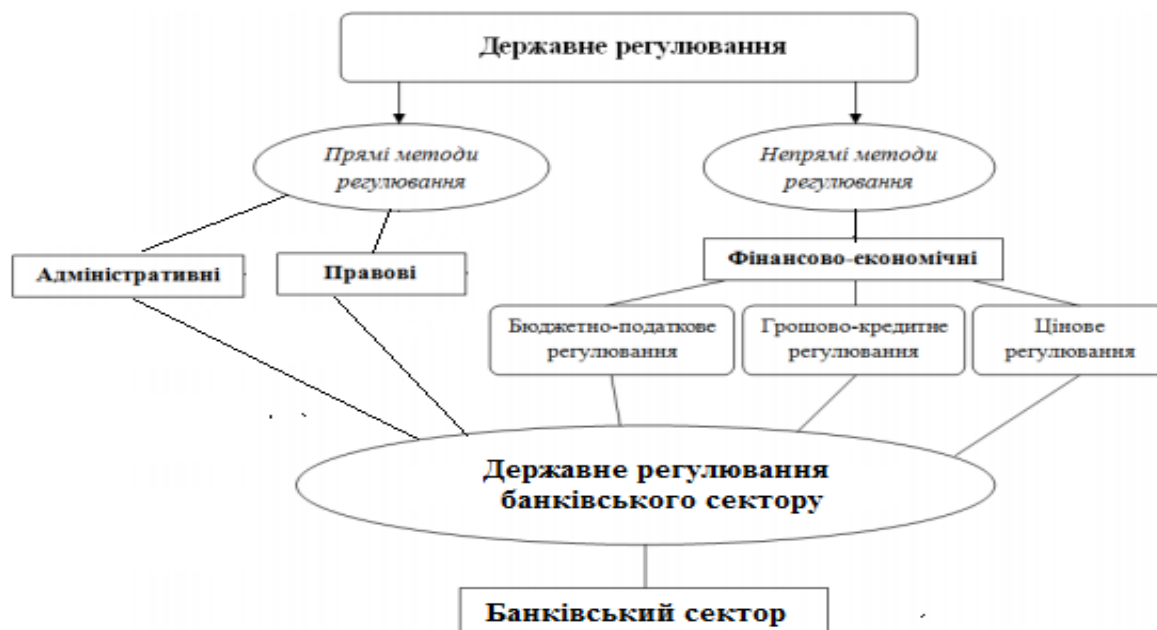 Державне регулювання
Прямі методи
регулювання
Непрямі методи
регулювання
Адміністративні
Правові
Фінансово-економічні
Бюджетно-податкове
регулювання
Грошово-кредитне
регулювання
Цінове
регулювання
Державне регулювання
банківського сектору
Банківський сектор